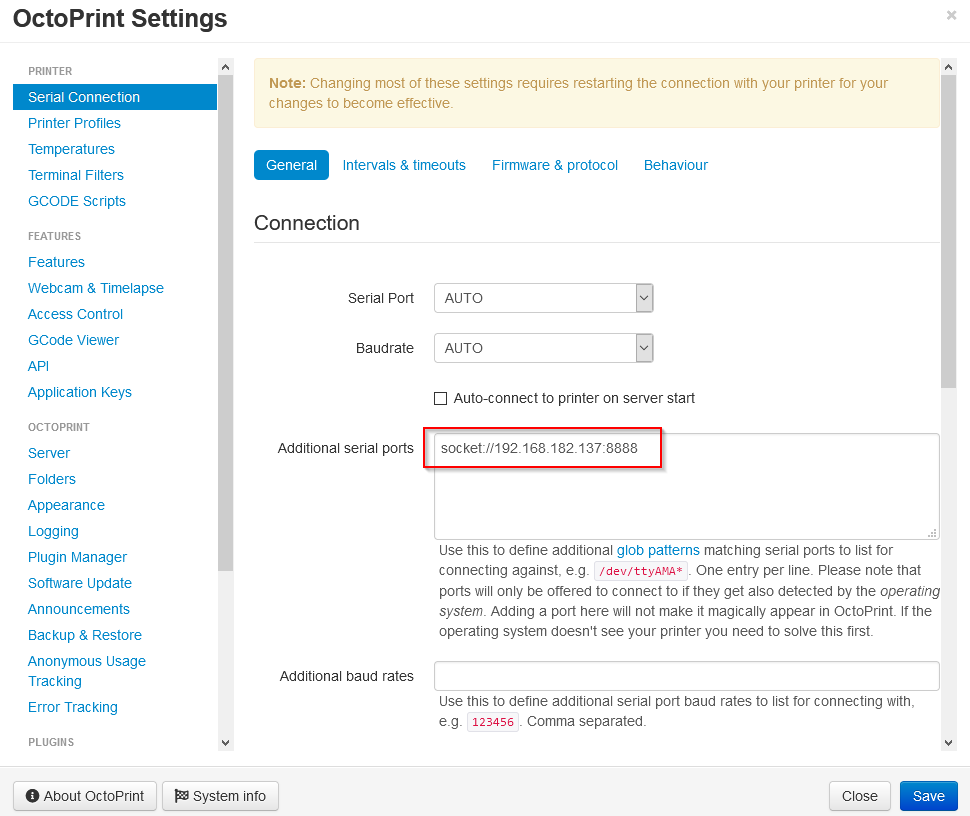 OctoPrint Settings
×
PRINTER
Serial Connection
Printer Profiles
Temperatures
Terminal Filters
GCODE Scripts
FEATURES
Features
Webcam & Timelapse
Access Control
GCode Viewer
API
Application Keys
OCTOPRINT
Server
Folders
Appearance
Logging
Plugin Manager
Software Update
Announcements
Backup & Restore
Anonymous Usage
Tracking
Error Tracking
PLUGINS
Note: Changing most of these settings requires restarting the connection with your printer for your
changes to become effective.
General Intervals & timeouts Firmware & protocol Behaviour
Connection
Serial Port AUTO
Baudrate AUTO
Auto-connect to printer on server start
Additional serial ports socket://192.168.182.137:8888
Use this to define additional glob patterns matching serial ports to list for
connecting against, e.g. /dev/ttyAMA* . One entry per line. Please note that
ports will only be offered to connect to if they get also detected by the operating
system. Adding a port here will not make it magically appear in OctoPrint. If the
operating system doesn't see your printer you need to solve this first.
Additional baud rates
Use this to define additional serial port baud rates to list for connecting with,
e.g. 123456 . Comma separated.
About OctoPrint System info Close Save